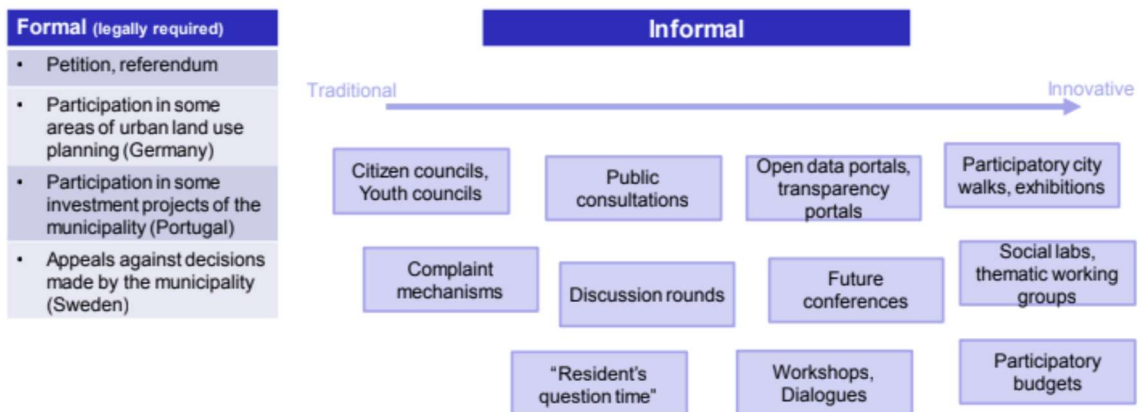 Formal (legally required)
• Petition, referendum
• Participation in some
areas of urban land use
planning (Germany)
• Participation in some
investment projects of the
municipality (Portugal)
• Appeals against decisions
made by the municipality
(Sweden)
Informal
Traditional
Innovative
Citizen councils,
Youth councils
Public
consultations
Open data portals,
transparency
portals
Participatory city
walks, exhibitions
Complaint
mechanisms
Discussion rounds
Future
conferences
Social labs,
thematic working
groups
“Resident’s
question time”
Workshops,
Dialogues
Participatory
budgets